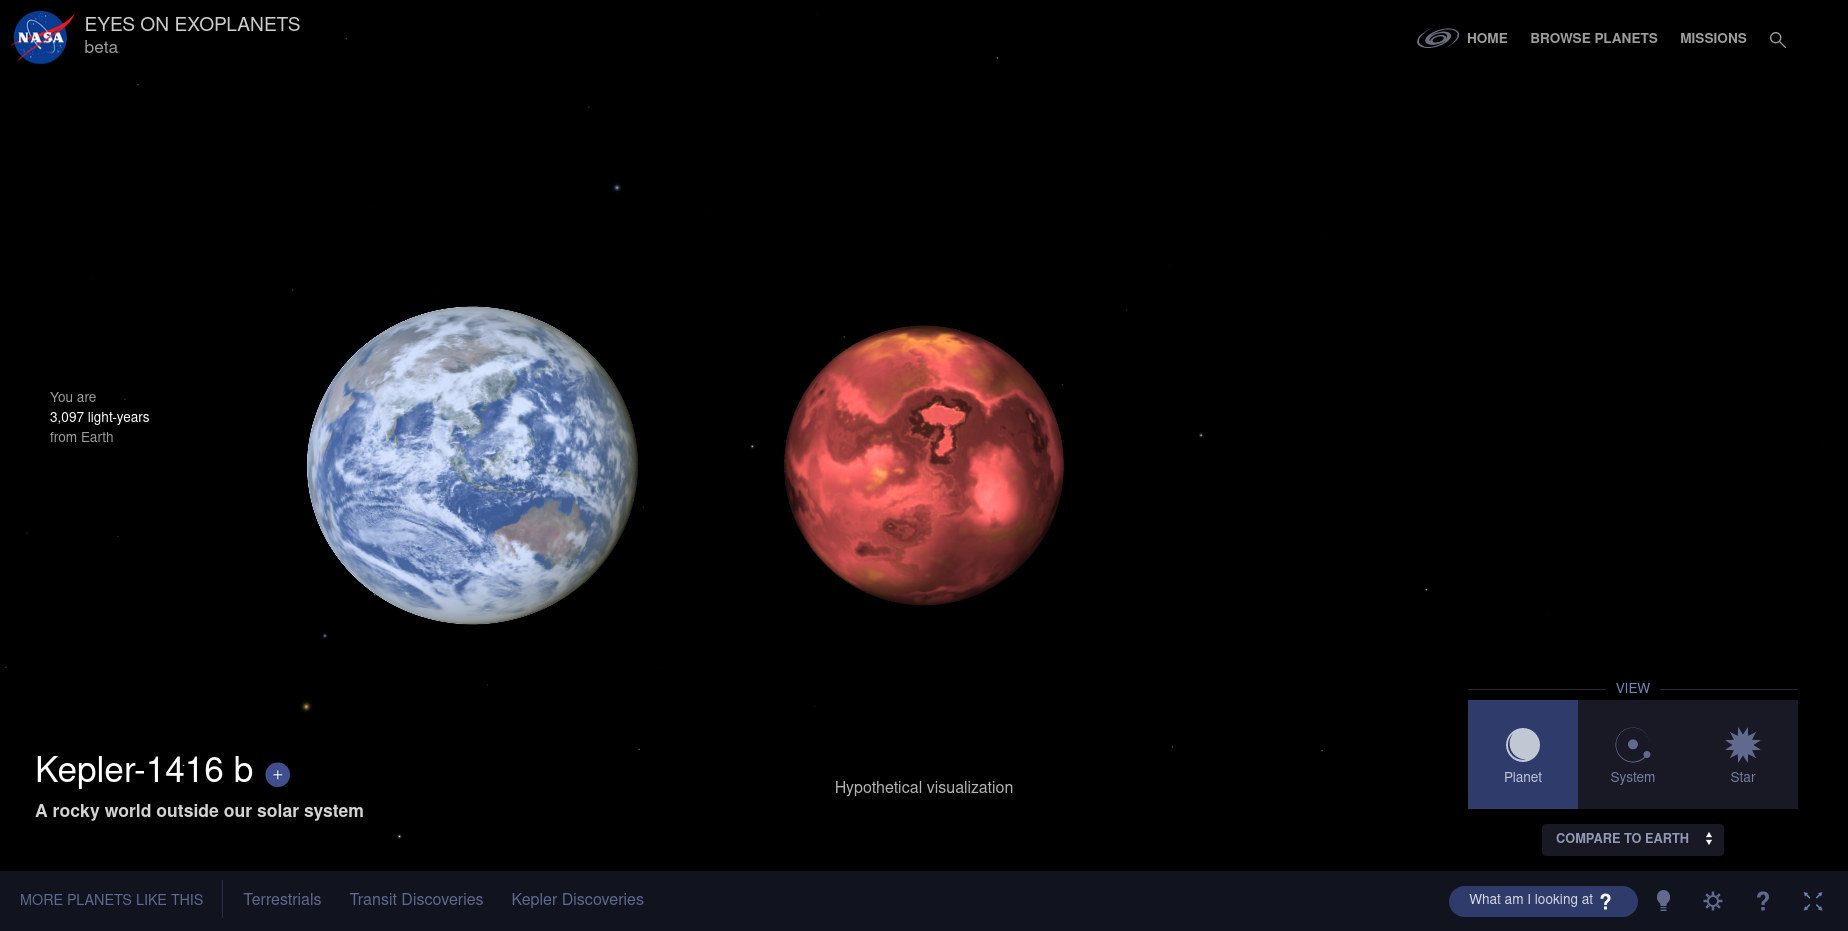 NASA
EYES ON EXOPLANETS
beta
HOME
BROWSE PLANETS
MISSIONS
You are
3,097 light-years
from Earth
Kepler-1416 b +
A rocky world outside our solar system
Hypothetical visualization
VIEW
Planet
System
Star
COMPARE TO EARTH
MORE PLANETS LIKE THIS
Terrestrials
Transit Discoveries
Kepler Discoveries
What am I looking at ?
?